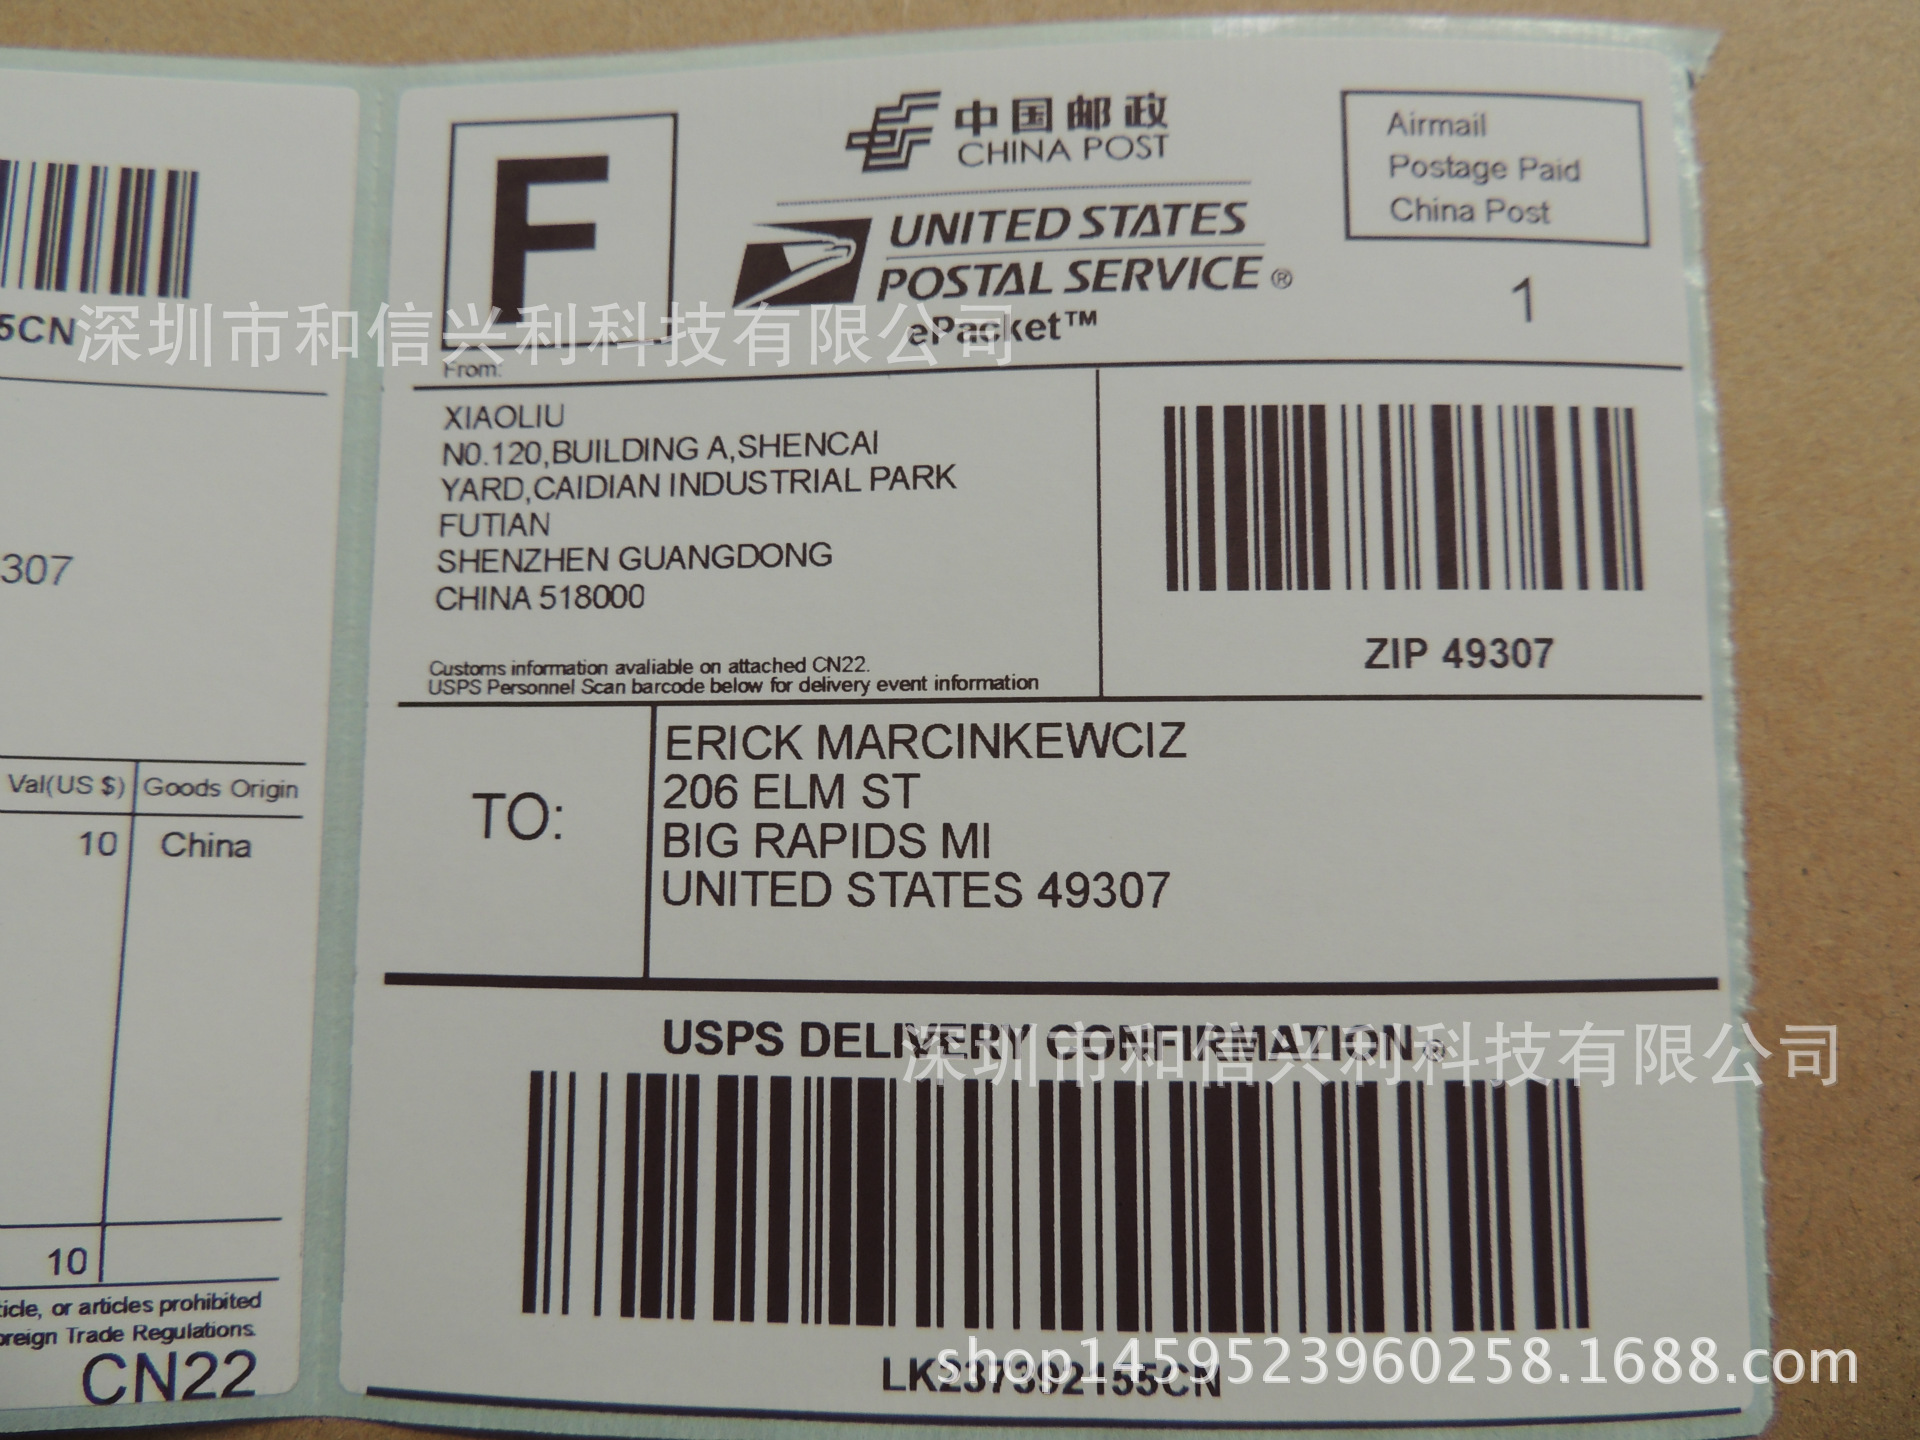 5CN
307
Val(US $) Goods Origin
10 China
10
icle, or articles prohibited
oreign Trade Regulations.
CN22
F
中国邮政
CHINA POST
UNITED STATES
POSTAL SERVICE®
ePacket™
Airmail
Postage Paid
China Post
1
From:
XIAOLIU
NO.120,BUILDING A,SHENCAI
YARD,CAIDIAN INDUSTRIAL PARK
FUTIAN
SHENZHEN GUANGDONG
CHINA 518000
Customs information avaliable on attached CN22.
USPS Personnel Scan barcode below for delivery event information
ZIP 49307
TO:
ERICK MARCINKEWCIZ
206 ELM ST
BIG RAPIDS MI
UNITED STATES 49307
USPS DELIVERY CONFIRMATION®
LK237392155CN
深圳市和信兴利科技有限公司
深圳市和信兴利科技有限公司
shop1459523960258.1688.com